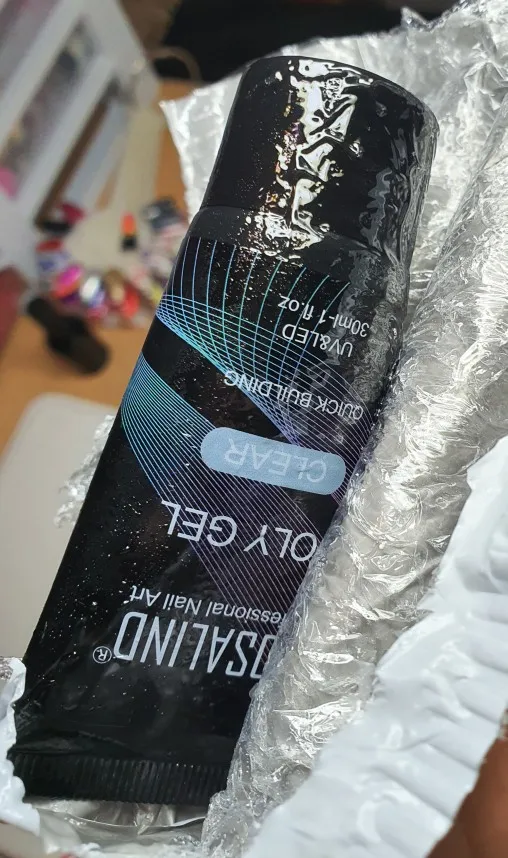 OSALIND®
essional Nail Art
OLY GEL
CLEAR
QUICK BUILDING
UV&LED
30ml-1 fl.oz